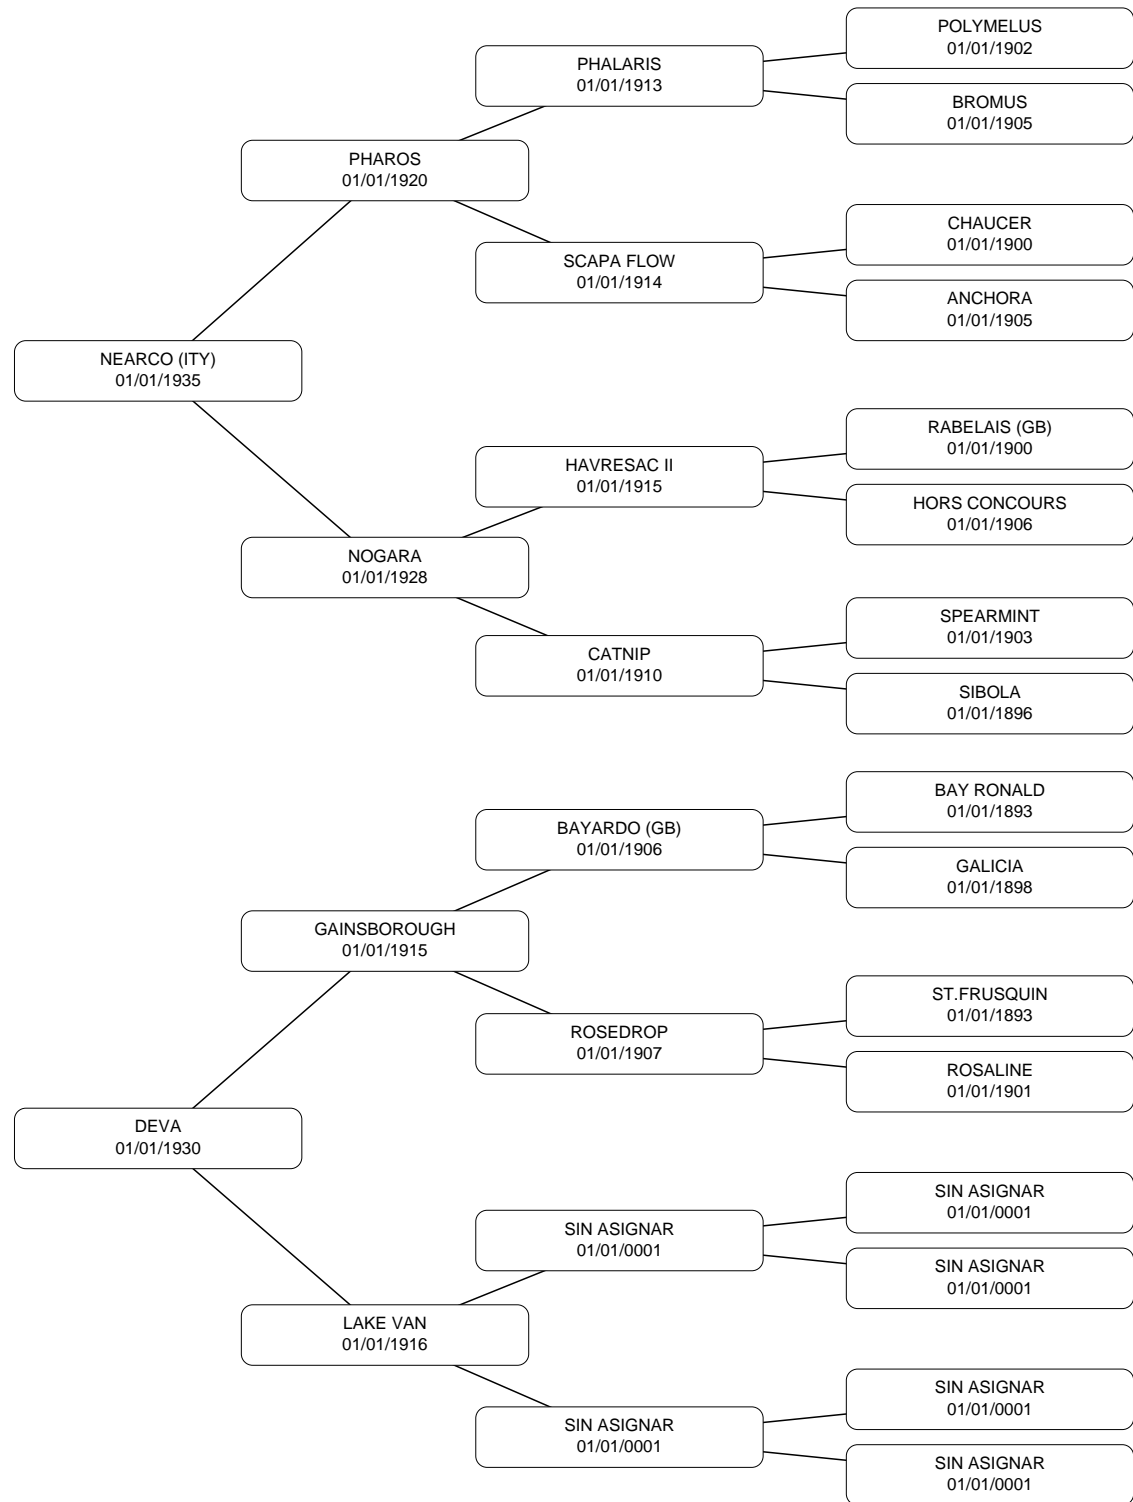 POLYMELUS
01/01/1902
PHALARIS
01/01/1913
BROMUS
01/01/1905
PHAROS
01/01/1920
CHAUCER
01/01/1900
SCAPA FLOW
01/01/1914
ANCHORA
01/01/1905
NEARCO (ITY)
01/01/1935
RABELAIS (GB)
01/01/1900
HAVRESAC II
01/01/1915
HORS CONCOURS
01/01/1906
NOGARA
01/01/1928
SPEARMINT
01/01/1903
CATNIP
01/01/1910
SIBOLA
01/01/1896
BAY RONALD
01/01/1893
BAYARDO (GB)
01/01/1906
GALICIA
01/01/1898
GAINSBOROUGH
01/01/1915
ST.FRUSQUIN
01/01/1893
ROSEDROP
01/01/1907
ROSALINE
01/01/1901
DEVA
01/01/1930
SIN ASIGNAR
01/01/0001
SIN ASIGNAR
01/01/0001
SIN ASIGNAR
01/01/0001
LAKE VAN
01/01/1916
SIN ASIGNAR
01/01/0001
SIN ASIGNAR
01/01/0001
SIN ASIGNAR
01/01/0001